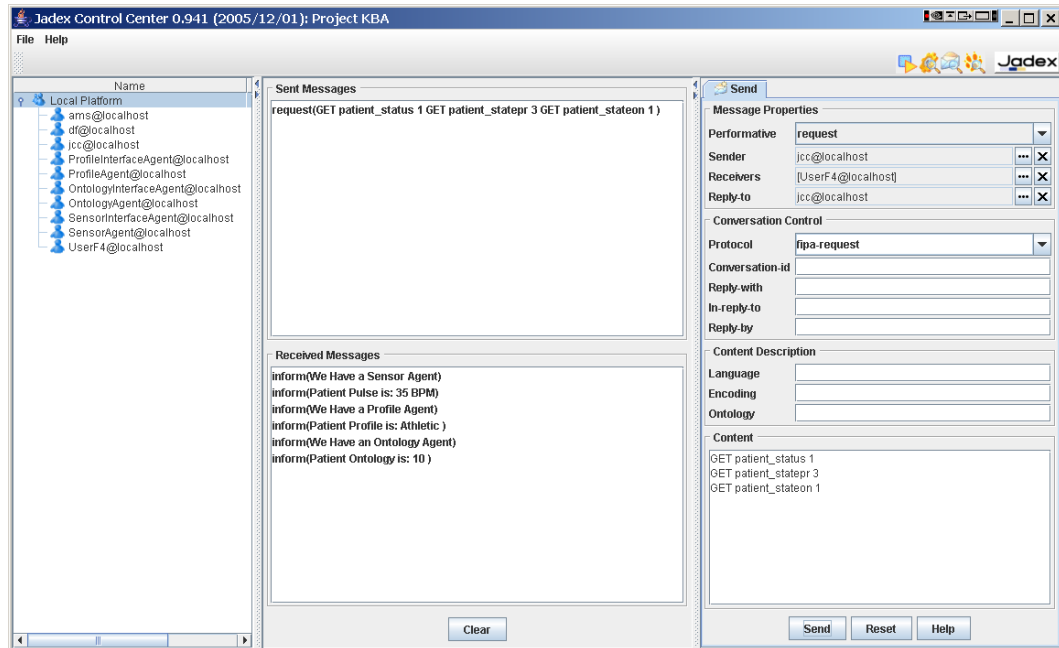 Jadex Control Center 0.941 (2005/12/01): Project KBA
File Help
Jadex
Name
Local Platform
ams@localhost
df@localhost
jcc@localhost
ProfileInterfaceAgent@localhost
ProfileAgent@localhost
OntologyInterfaceAgent@localhost
OntologyAgent@localhost
SensorInterfaceAgent@localhost
SensorAgent@localhost
UserF4@localhost
Sent Messages
request(GET patient_status 1 GET patient_statepr 3 GET patient_stateon 1 )
Received Messages
inform(We Have a Sensor Agent)
inform(Patient Pulse is: 35 BPM)
inform(We Have a Profile Agent)
inform(Patient Profile is: Athletic )
inform(We Have an Ontology Agent)
inform(Patient Ontology is: 10 )
Clear
Send
Message Properties
Performative request
Sender jcc@localhost
Receivers [UserF4@localhost]
Reply-to jcc@localhost
Conversation Control
Protocol fipa-request
Conversation-id
Reply-with
In-reply-to
Reply-by
Content Description
Language
Encoding
Ontology
Content
GET patient_status 1
GET patient_statepr 3
GET patient_stateon 1
Send Reset Help